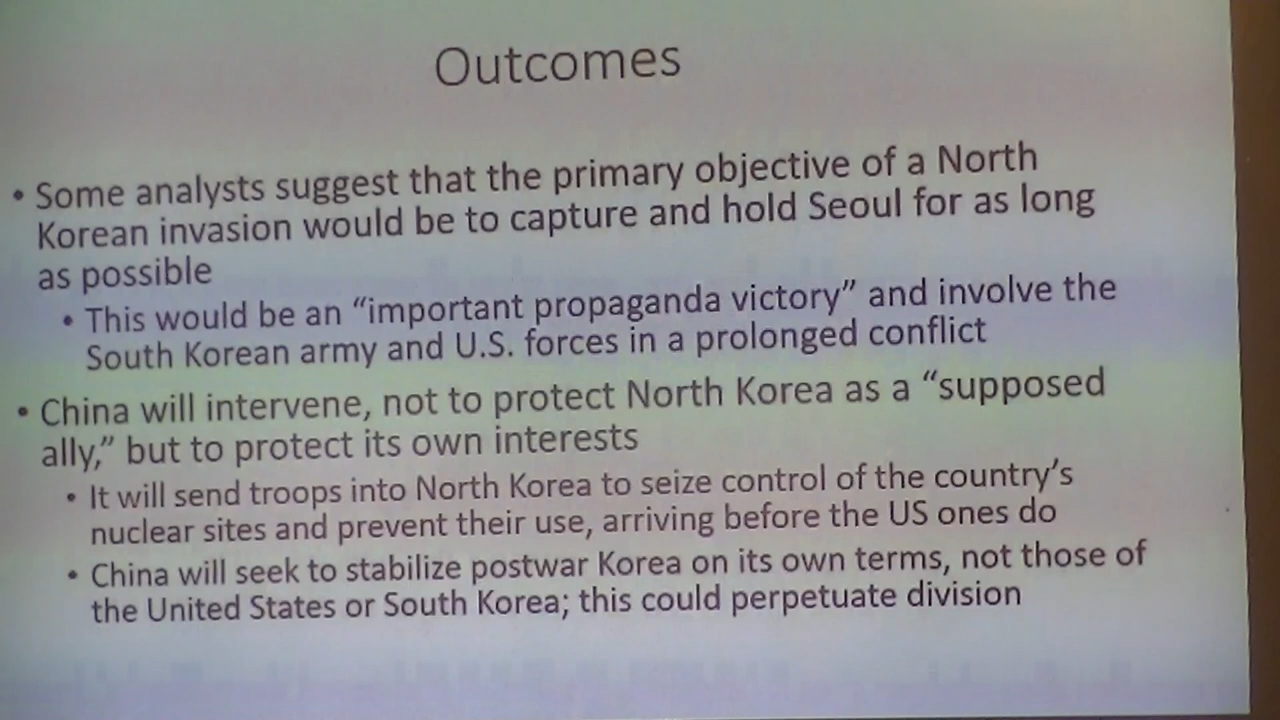 Outcomes
• Some analysts suggest that the primary objective of a North
Korean invasion would be to capture and hold Seoul for as long
as possible
• This would be an “important propaganda victory” and involve the
South Korean army and U.S. forces in a prolonged conflict
• China will intervene, not to protect North Korea as a “supposed
ally,” but to protect its own interests
• It will send troops into North Korea to seize control of the country’s
nuclear sites and prevent their use, arriving before the US ones do
• China will seek to stabilize postwar Korea on its own terms, not those of
the United States or South Korea; this could perpetuate division